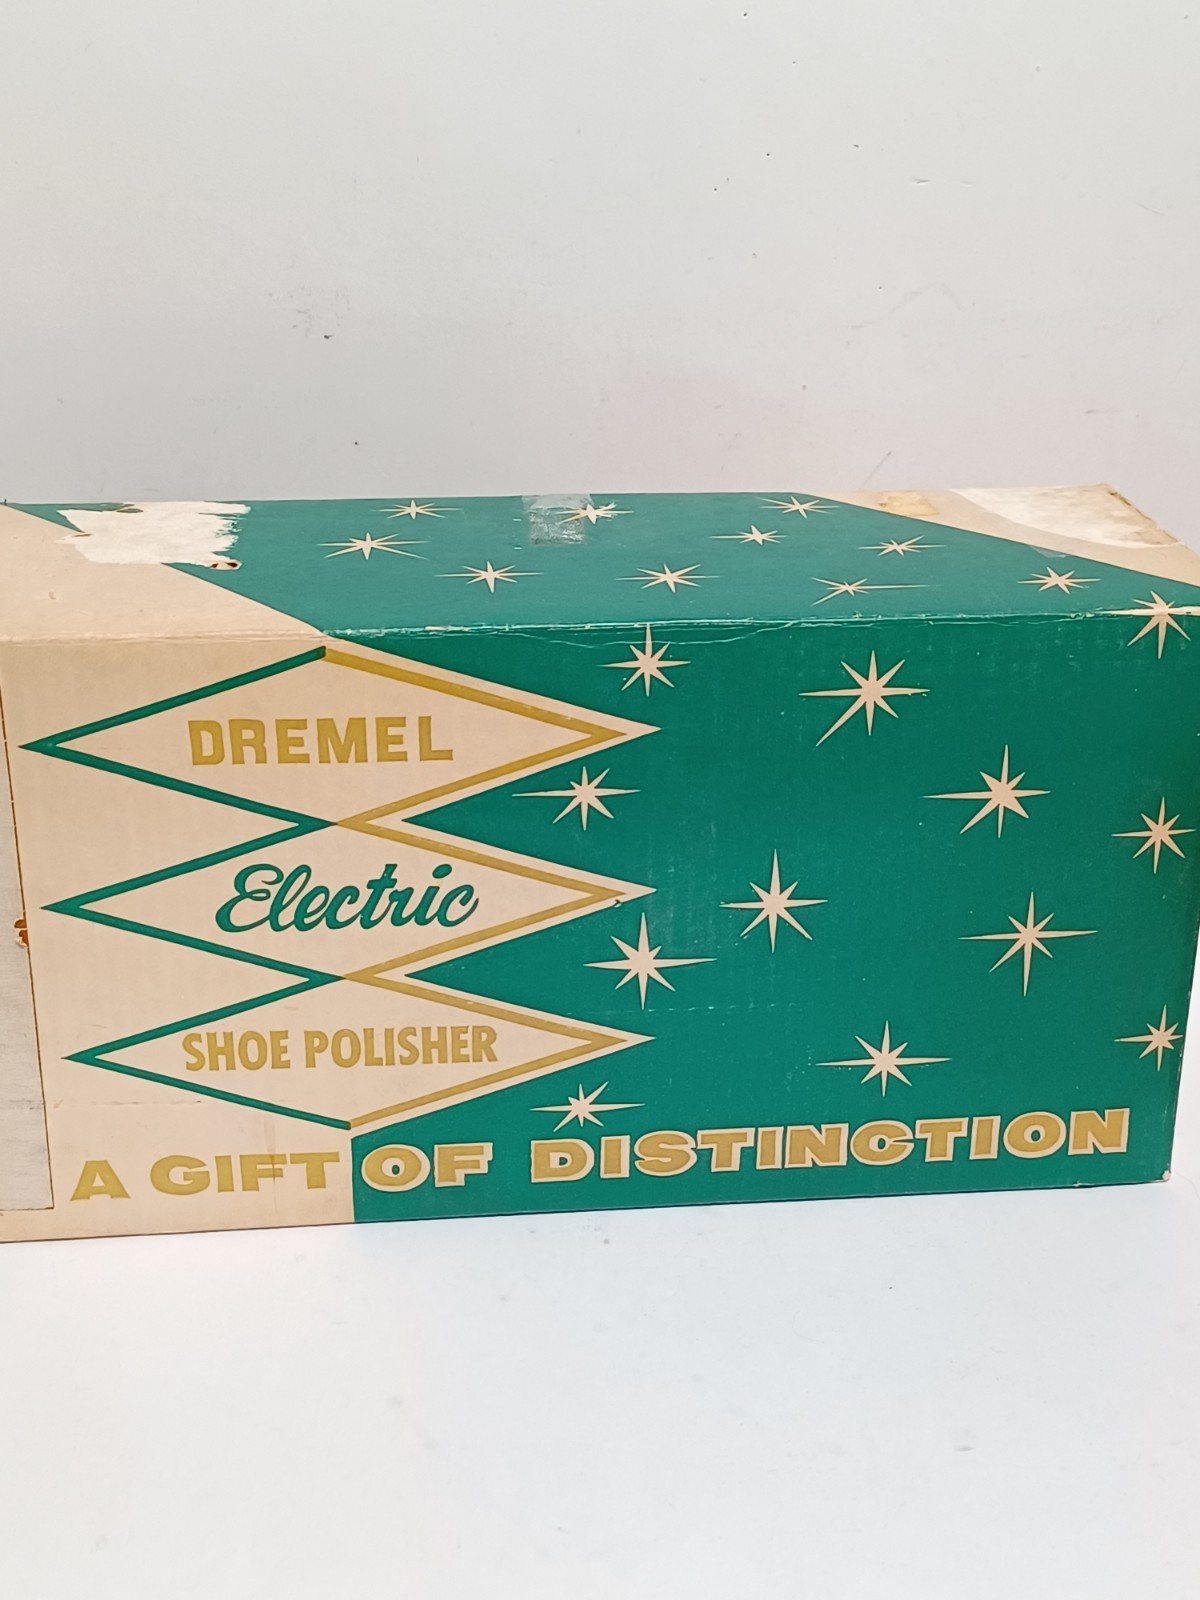 DREMEL
Electric
SHOE POLISHER
A GIFT OF DISTINCTION